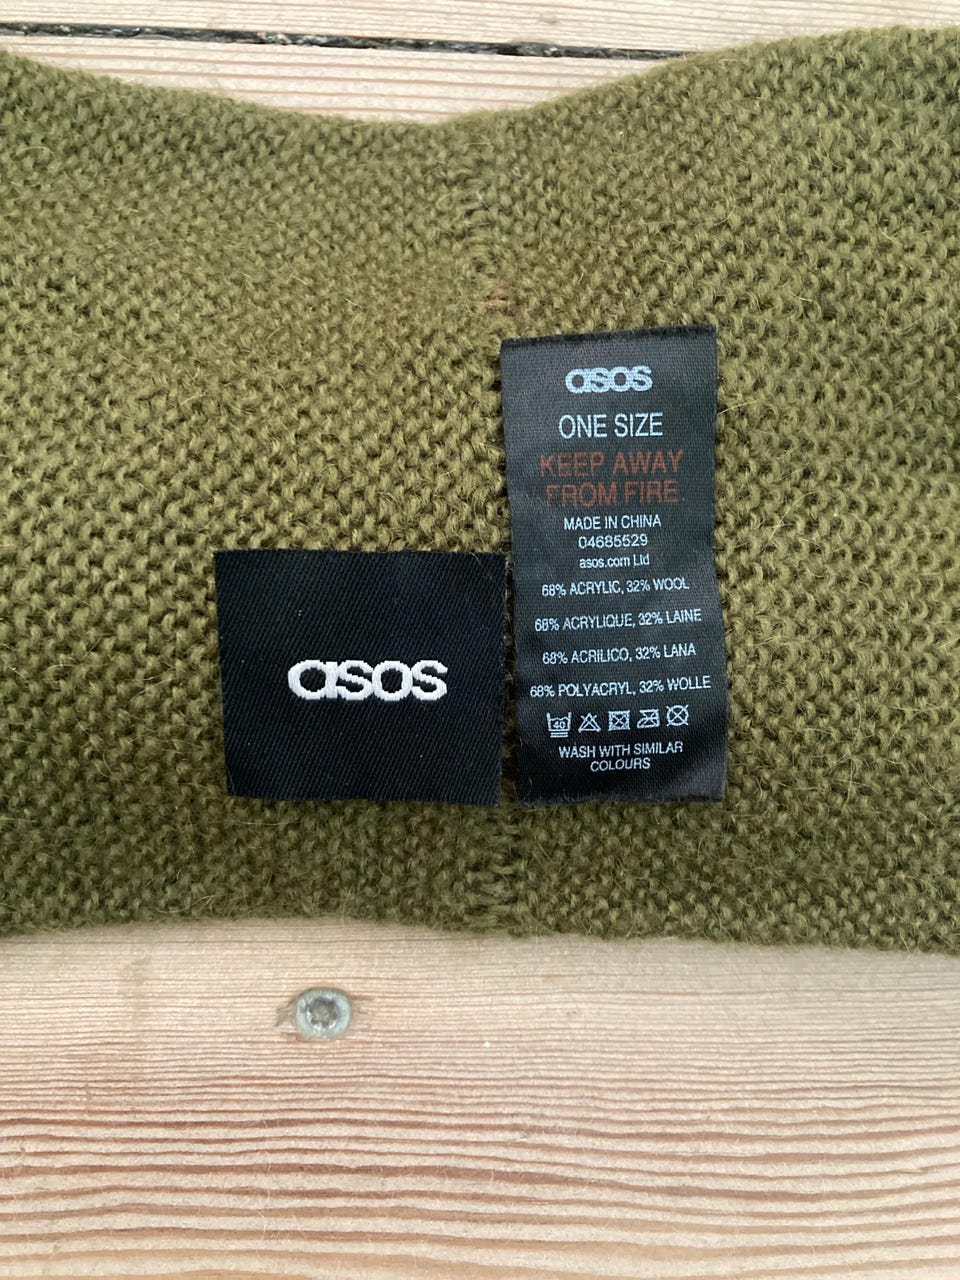 asos
ONE SIZE
KEEP AWAY
FROM FIRE
MADE IN CHINA
04685529
asos.com Ltd
68% ACRYLIC, 32% WOOL
68% ACRYLIQUE, 32% LAINE
68% ACRILICO, 32% LANA
68% POLYACRYL, 32% WOLLE
40
WASH WITH SIMILAR
COLOURS
asos